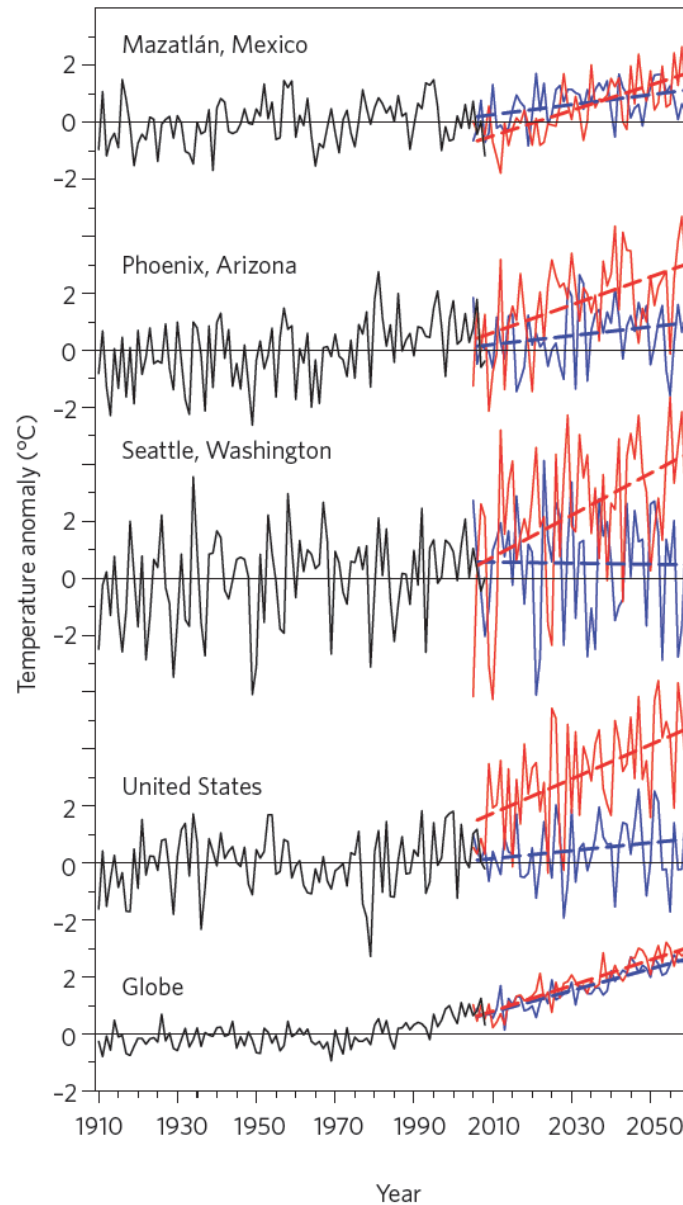 Mazatlán, Mexico
2
0
−2
Phoenix, Arizona
2
0
−2
Seattle, Washington
2
0
−2
United States
2
0
−2
Globe
2
0
−2
Temperature anomaly (°C)
1910 1930 1950 1970 1990 2010 2030 2050
Year